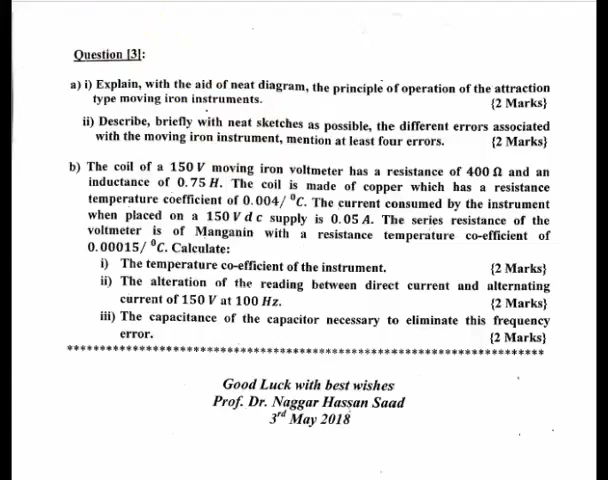 Question [3]:
a) i) Explain, with the aid of neat diagram, the principle of operation of the attraction
type moving iron instruments. {2 Marks}
ii) Describe, briefly with neat sketches as possible, the different errors associated
with the moving iron instrument, mention at least four errors. {2 Marks}
b) The coil of a 150 V moving iron voltmeter has a resistance of 400 Ω and an
inductance of 0.75 H. The coil is made of copper which has a resistance
temperature coefficient of 0.004/ ⁰C. The current consumed by the instrument
when placed on a 150 V d c supply is 0.05 A. The series resistance of the
voltmeter is of Manganin with a resistance temperature co-efficient of
0.00015/ ⁰C. Calculate:
i) The temperature co-efficient of the instrument. {2 Marks}
ii) The alteration of the reading between direct current and alternating
current of 150 V at 100 Hz. {2 Marks}
iii) The capacitance of the capacitor necessary to eliminate this frequency
error. {2 Marks}
******************************************************************************
Good Luck with best wishes
Prof. Dr. Naggar Hassan Saad
3rd May 2018